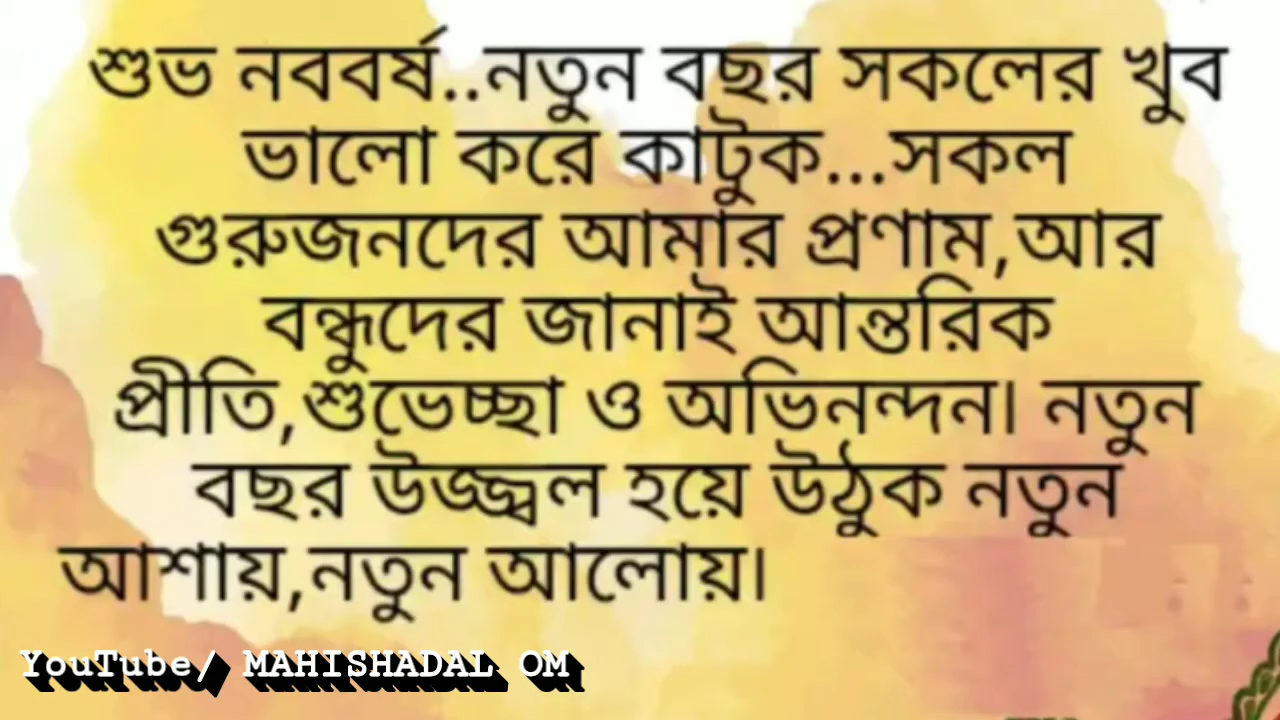 শুভ নববর্ষ..নতুন বছর সকলের খুব
ভালো করে কাটুক...সকল
গুরুজনদের আমার প্রণাম,আর
বন্ধুদের জানাই আন্তরিক
প্রীতি,শুভেচ্ছা ও অভিনন্দন। নতুন
বছর উজ্জ্বল হয়ে উঠুক নতুন
আশায়,নতুন আলোয়।
YouTube/ MAHISHADAL OM